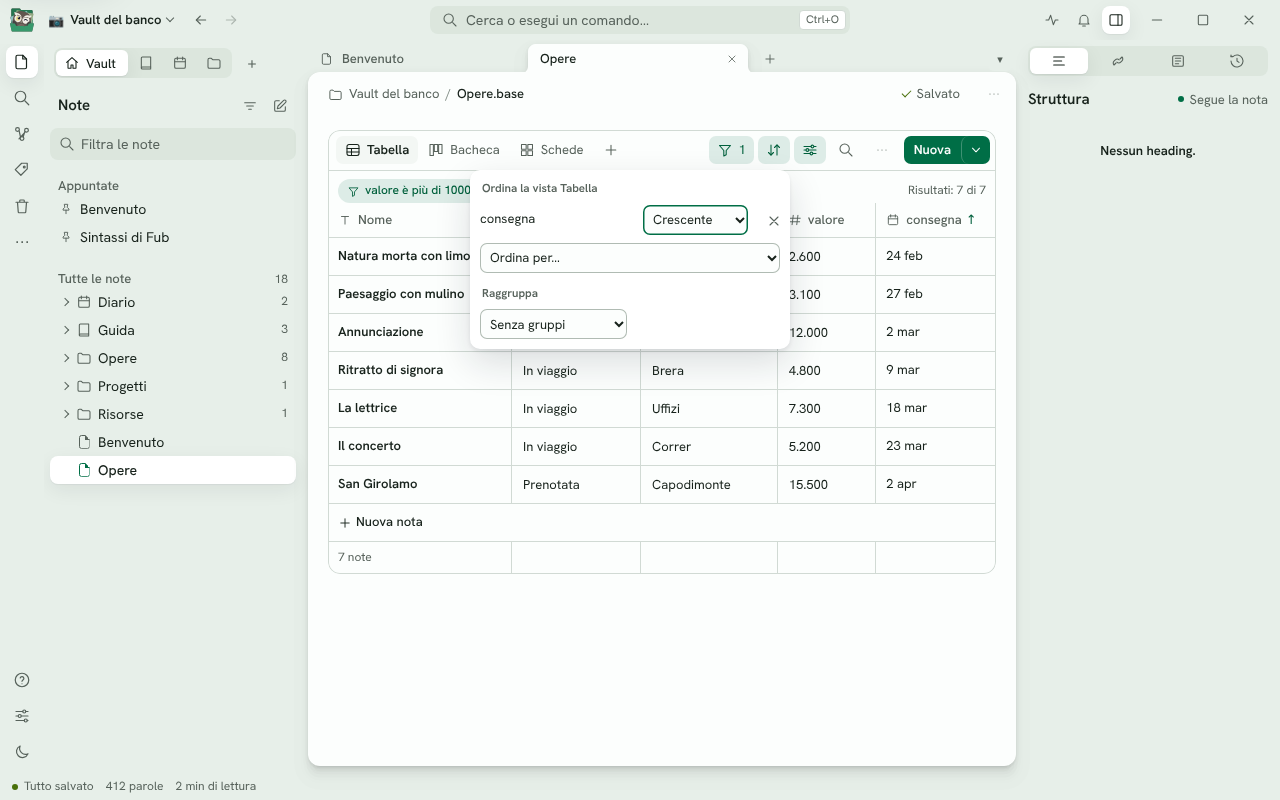 Vault del banco
Cerca o esegui un comando…
Ctrl+O
Vault
Note
Filtra le note
Appuntate
Benvenuto
Sintassi di Fub
Tutte le note 18
Diario 2
Guida 3
Opere 8
Progetti 1
Risorse 1
Benvenuto
Opere
Tutto salvato 412 parole 2 min di lettura
Benvenuto
Opere
Vault del banco / Opere.base
Salvato
Tabella
Bacheca
Schede
1
Nuova
valore è più di 1000
Risultati: 7 di 7
Ordina la vista Tabella
consegna
Crescente
Ordina per...
Raggruppa
Senza gruppi
Nome valore consegna ↑
Natura morta con limo 2.600 24 feb
Paesaggio con mulino 3.100 27 feb
Annunciazione 12.000 2 mar
Ritratto di signora In viaggio Brera 4.800 9 mar
La lettrice In viaggio Uffizi 7.300 18 mar
Il concerto In viaggio Correr 5.200 23 mar
San Girolamo Prenotata Capodimonte 15.500 2 apr
Nuova nota
7 note
Struttura
Segue la nota
Nessun heading.